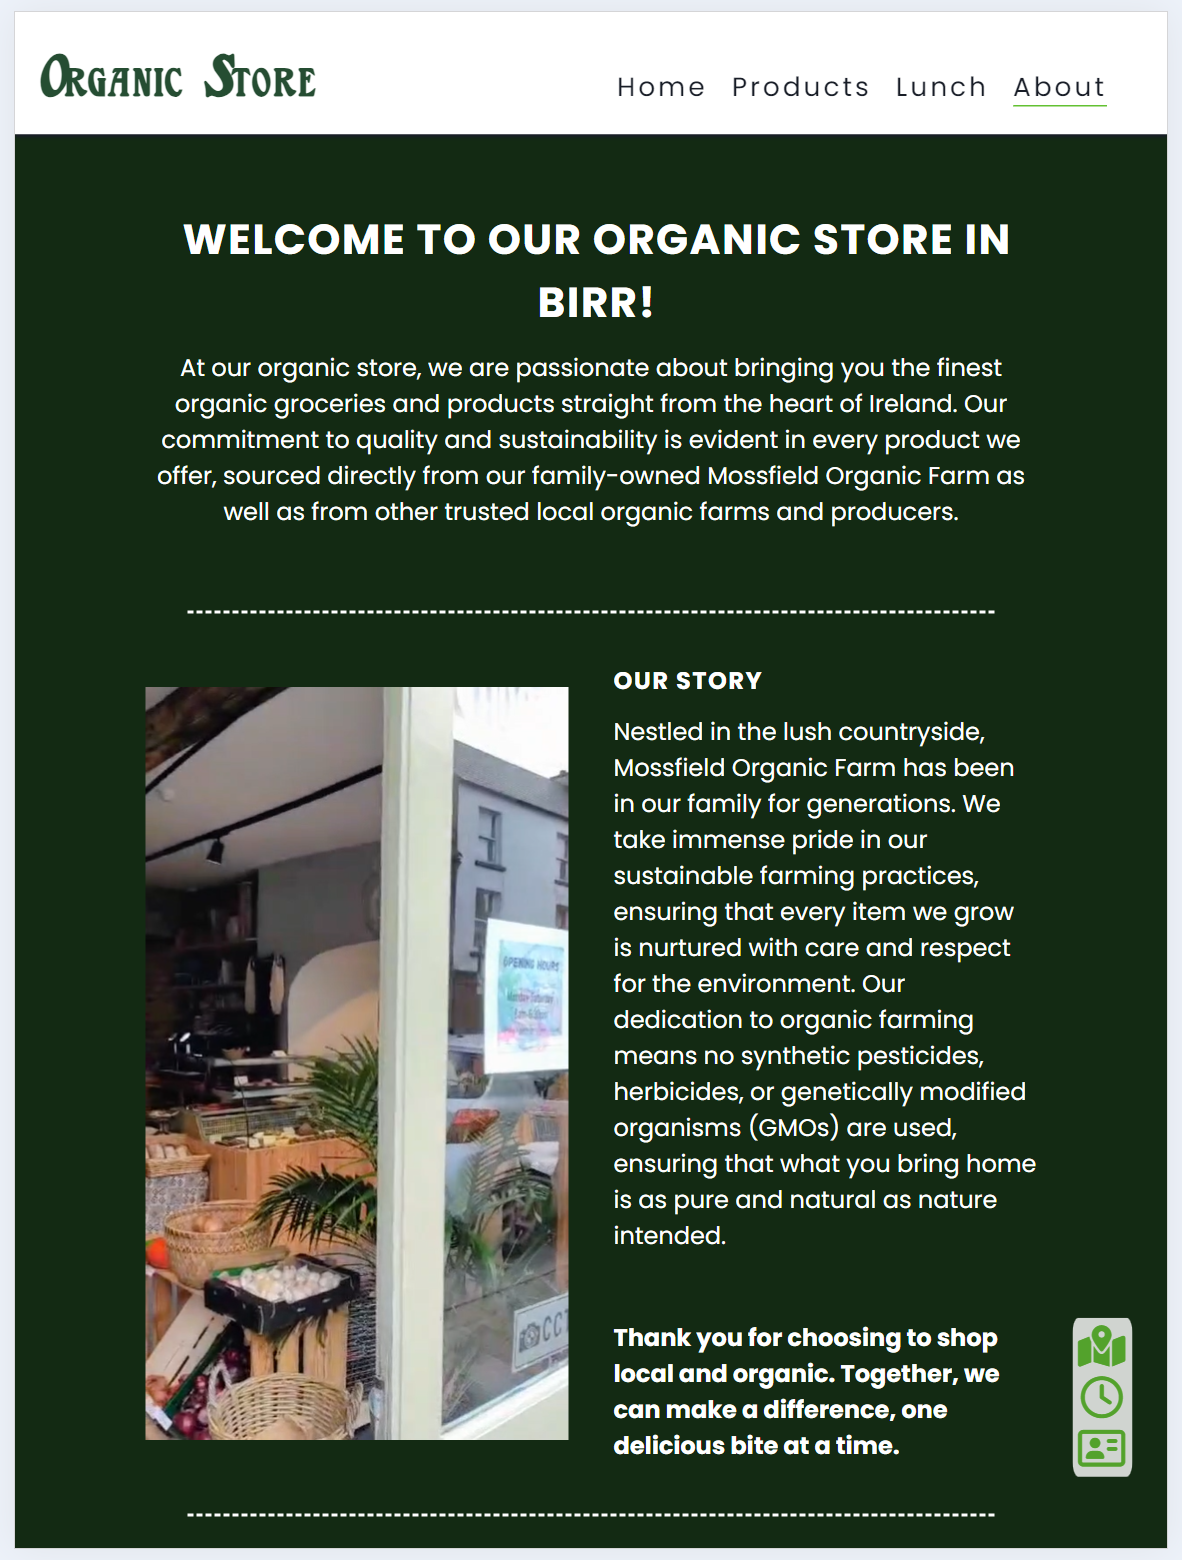 Organic Store
Home Products Lunch About
WELCOME TO OUR ORGANIC STORE IN
BIRR!
At our organic store, we are passionate about bringing you the finest
organic groceries and products straight from the heart of Ireland. Our
commitment to quality and sustainability is evident in every product we
offer, sourced directly from our family-owned Mossfield Organic Farm as
well as from other trusted local organic farms and producers.
OPENING HOURS
Monday-Saturday
CCT
OUR STORY
Nestled in the lush countryside,
Mossfield Organic Farm has been
in our family for generations. We
take immense pride in our
sustainable farming practices,
ensuring that every item we grow
is nurtured with care and respect
for the environment. Our
dedication to organic farming
means no synthetic pesticides,
herbicides, or genetically modified
organisms (GMOs) are used,
ensuring that what you bring home
is as pure and natural as nature
intended.
Thank you for choosing to shop
local and organic. Together, we
can make a difference, one
delicious bite at a time.